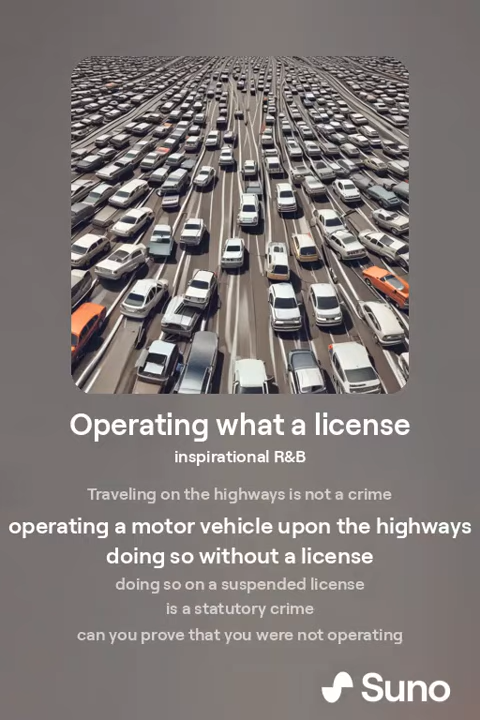 Operating what a license
inspirational R&B
Traveling on the highways is not a crime
operating a motor vehicle upon the highways
doing so without a license
doing so on a suspended license
is a statutory crime
can you prove that you were not operating
Suno